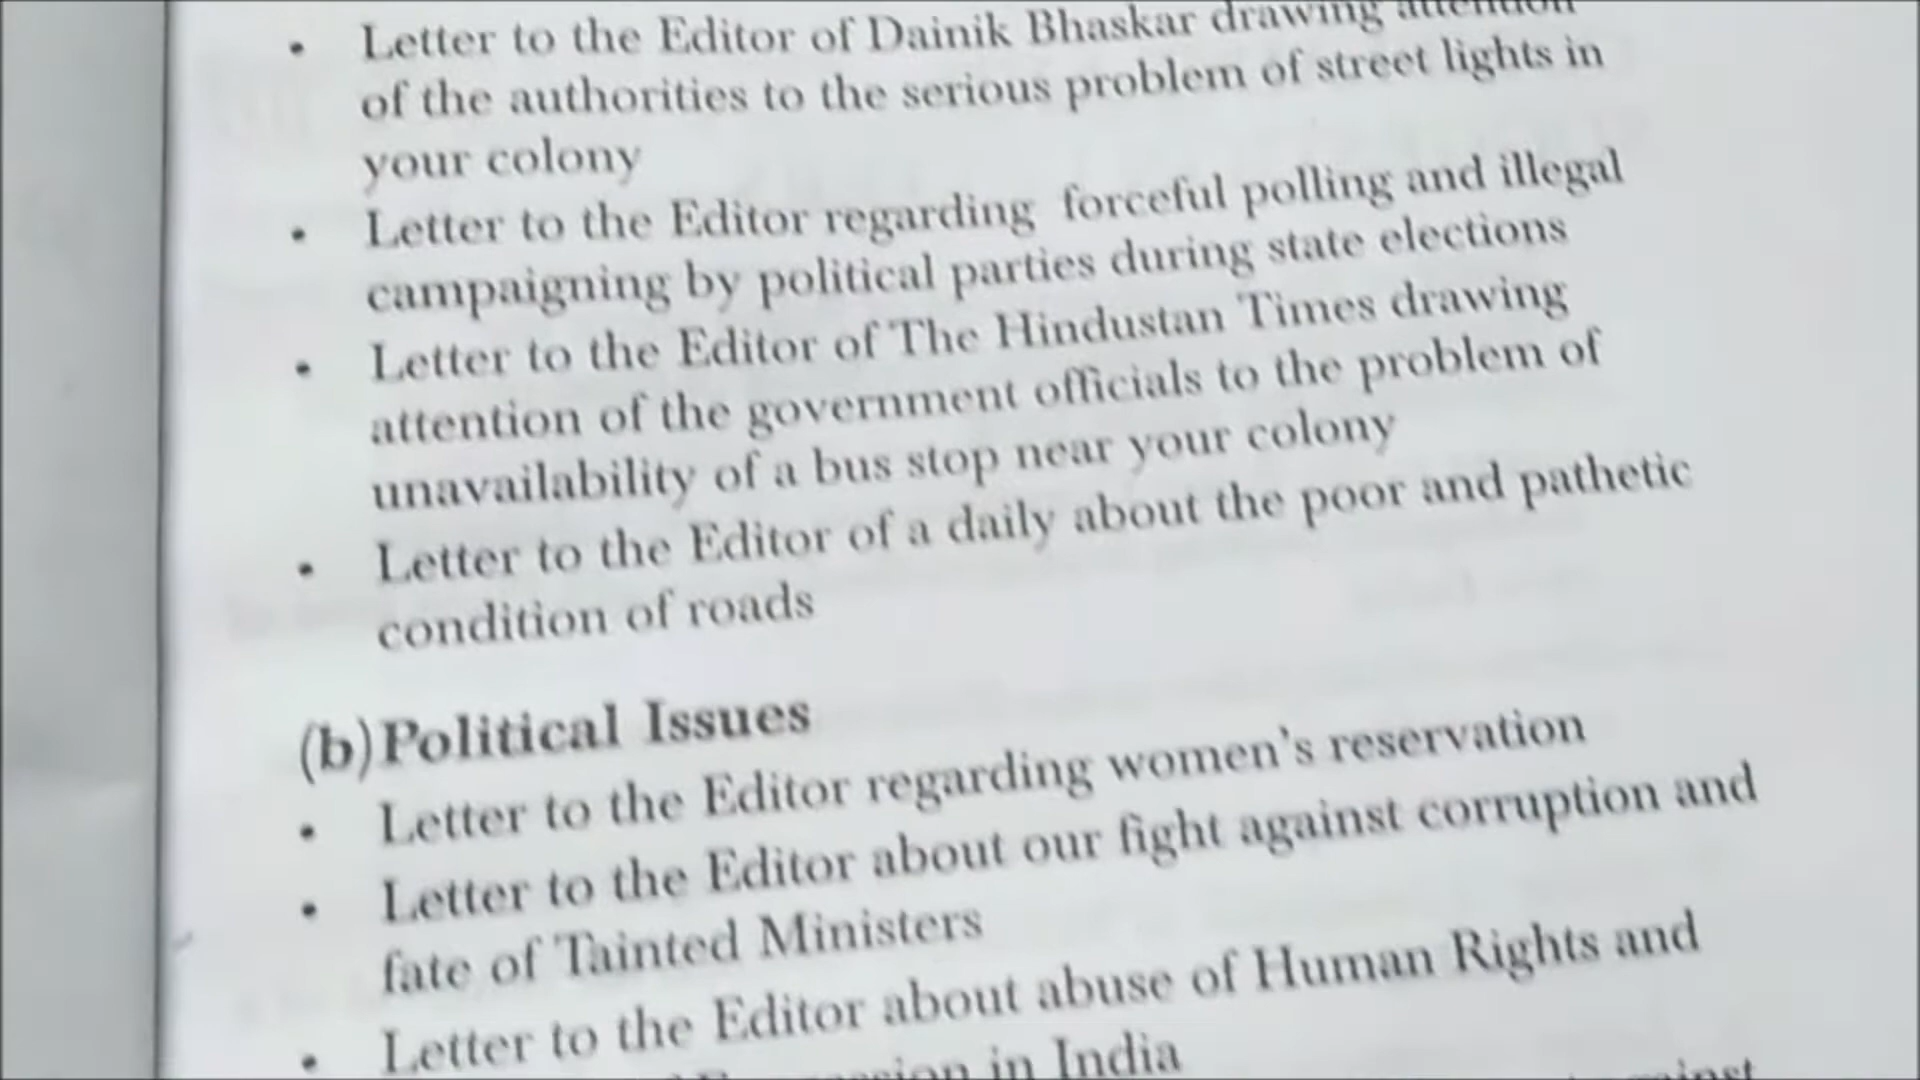 • Letter to the Editor of Dainik Bhaskar drawing attention
of the authorities to the serious problem of street lights in
your colony
• Letter to the Editor regarding forceful polling and illegal
campaigning by political parties during state elections
• Letter to the Editor of The Hindustan Times drawing
attention of the government officials to the problem of
unavailability of a bus stop near your colony
• Letter to the Editor of a daily about the poor and pathetic
condition of roads
(b) Political Issues
• Letter to the Editor regarding women's reservation
• Letter to the Editor about our fight against corruption and
fate of Tainted Ministers
• Letter to the Editor about abuse of Human Rights and
in India